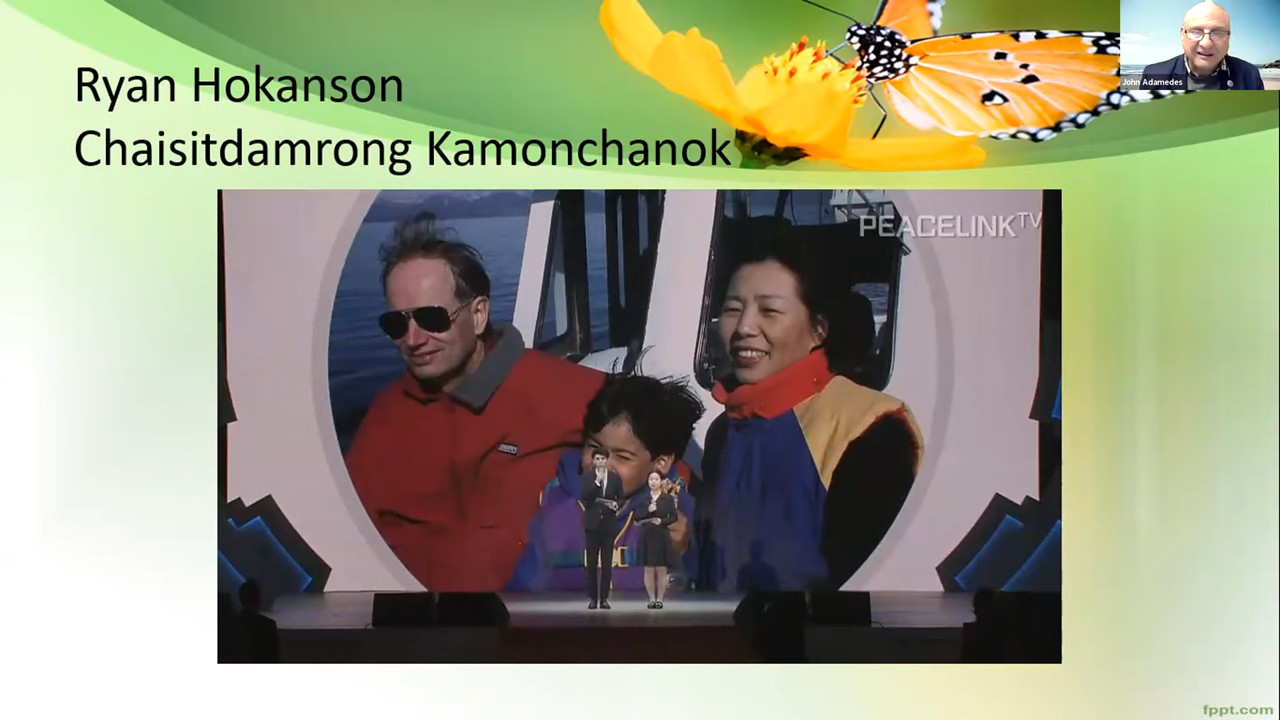 Ryan Hokanson
Chaisitdamrong Kamonchanok
John Adamedes
PEACELINK TV
fppt.com